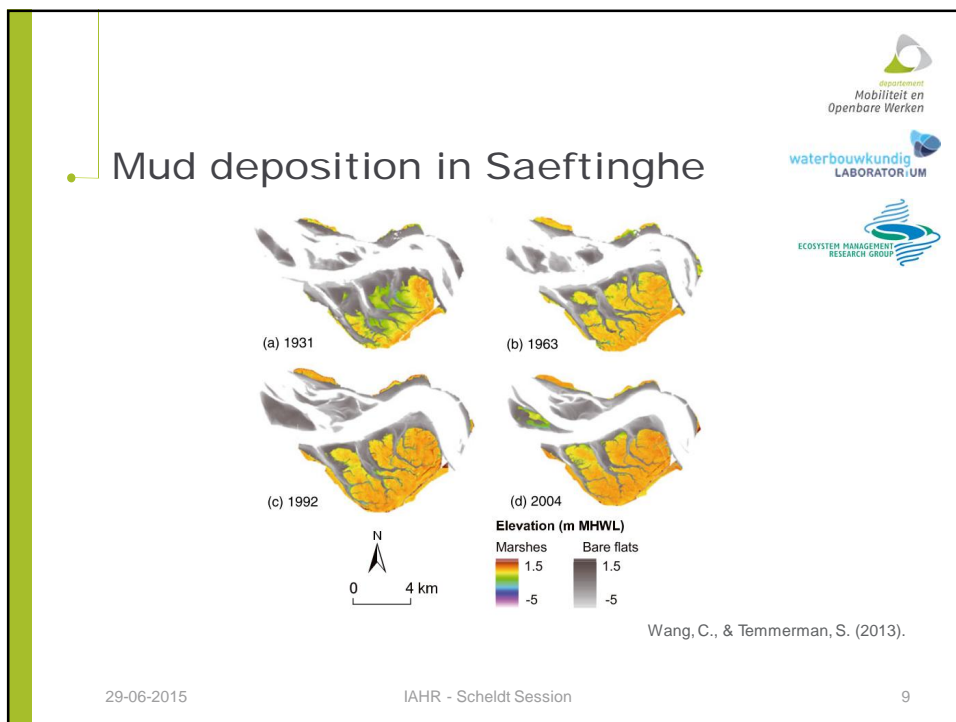 departement
Mobiliteit en
Openbare Werken
Mud deposition in Saeftinghe
waterbouwkundig
LABORATORIUM
ECOSYSTEM MANAGEMENT
RESEARCH GROUP
(a) 1931
(b) 1963
(c) 1992
(d) 2004
N
0 4 km
Elevation (m MHWL)
Marshes Bare flats
1.5 1.5
-5 -5
Wang, C., & Temmerman, S. (2013).
29-06-2015 IAHR - Scheldt Session 9